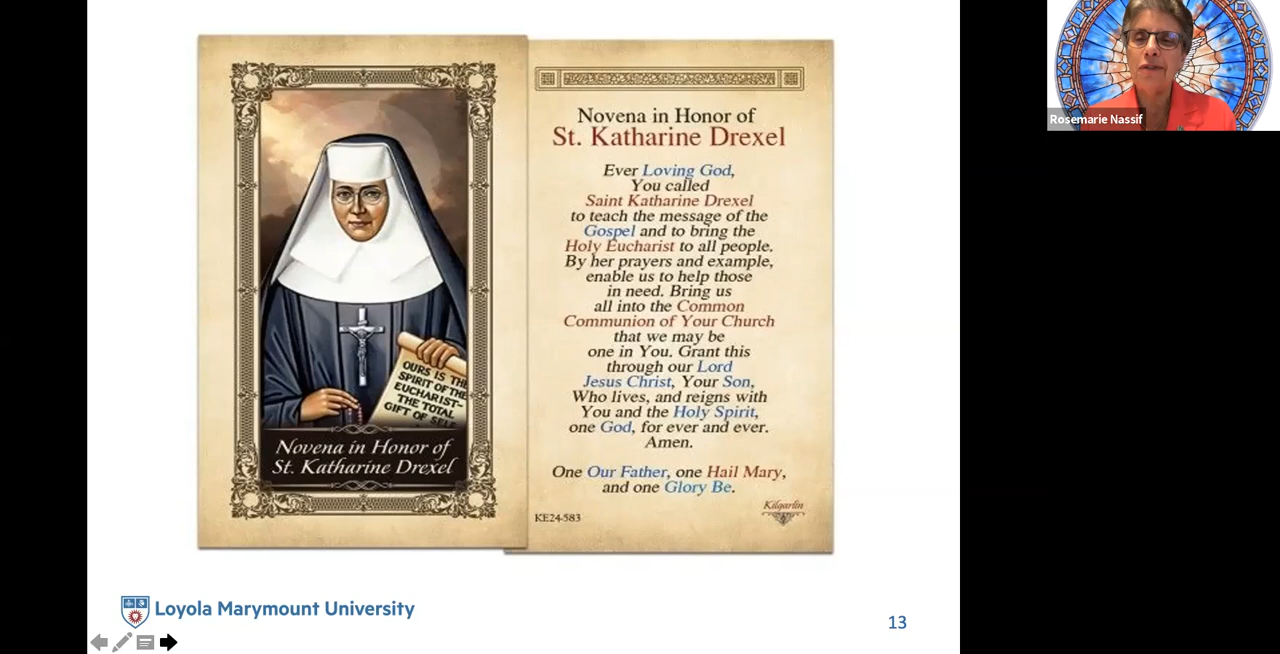 OURS IS THE
SPIRIT OF THE
EUCHARIST-
THE TOTAL
GIFT OF SELF
Novena in Honor of
St. Katharine Drexel
Novena in Honor of
St. Katharine Drexel
Ever Loving God,
You called
Saint Katharine Drexel
to teach the message of the
Gospel and to bring the
Holy Eucharist to all people.
By her prayers and example,
enable us to help those
in need. Bring us
all into the Common
Communion of Your Church
that we may be
one in You. Grant this
through our Lord
Jesus Christ, Your Son,
Who lives, and reigns with
You and the Holy Spirit,
one God, for ever and ever.
Amen.
One Our Father, one Hail Mary,
and one Glory Be.
Kilgarlin
KE24-583
Loyola Marymount University
13
Rosemarie Nassif